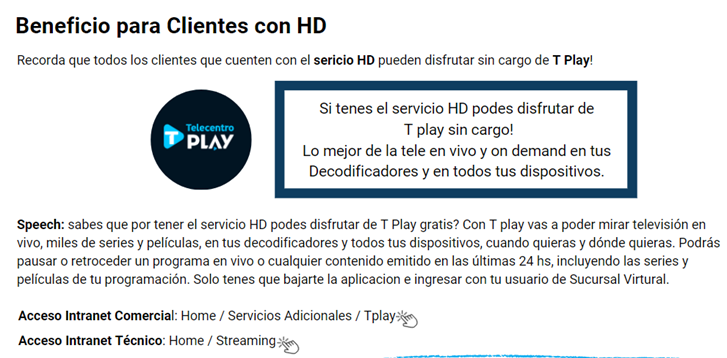 Beneficio para Clientes con HD
Recorda que todos los clientes que cuenten con el sericio HD pueden disfrutar sin cargo de T Play!
Telecentro
T PLAY
Si tenes el servicio HD podes disfrutar de
T play sin cargo!
Lo mejor de la tele en vivo y on demand en tus
Decodificadores y en todos tus dispositivos.
Speech: sabes que por tener el servicio HD podes disfrutar de T Play gratis? Con T play vas a poder mirar televisión en
vivo, miles de series y películas, en tus decodificadores y todos tus dispositivos, cuando quieras y dónde quieras. Podrás
pausar o retroceder un programa en vivo o cualquier contenido emitido en las últimas 24 hs, incluyendo las series y
películas de tu programación. Solo tenes que bajarte la aplicacion e ingresar con tu usuario de Sucursal Virtural.
Acceso Intranet Comercial: Home / Servicios Adicionales / Tplay
Acceso Intranet Técnico: Home / Streaming